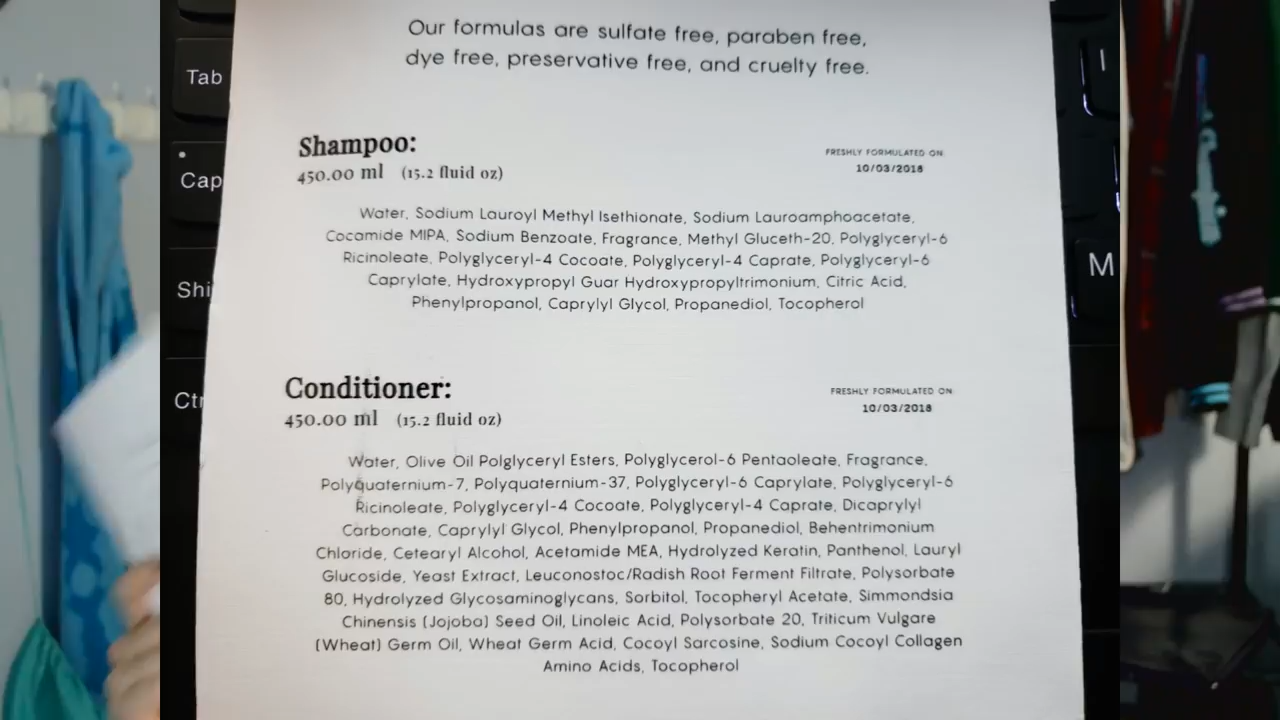 Our formulas are sulfate free, paraben free,
dye free, preservative free, and cruelty free.
Shampoo:
450.00 ml (15.2 fluid oz)
FRESHLY FORMULATED ON:
10/03/2018
Water, Sodium Lauroyl Methyl Isethionate, Sodium Lauroamphoacetate,
Cocamide MIPA, Sodium Benzoate, Fragrance, Methyl Gluceth-20, Polyglyceryl-6
Ricinoleate, Polyglyceryl-4 Cocoate, Polyglyceryl-4 Caprate, Polyglyceryl-6
Caprylate, Hydroxypropyl Guar Hydroxypropyltrimonium, Citric Acid,
Phenylpropanol, Caprylyl Glycol, Propanediol, Tocopherol
Conditioner:
450.00 ml (15.2 fluid oz)
FRESHLY FORMULATED ON:
10/03/2018
Water, Olive Oil Polglyceryl Esters, Polyglycerol-6 Pentaoleate, Fragrance,
Polyquaternium-7, Polyquaternium-37, Polyglyceryl-6 Caprylate, Polyglyceryl-6
Ricinoleate, Polyglyceryl-4 Cocoate, Polyglyceryl-4 Caprate, Dicaprylyl
Carbonate, Caprylyl Glycol, Phenylpropanol, Propanediol, Behentrimonium
Chloride, Cetearyl Alcohol, Acetamide MEA, Hydrolyzed Keratin, Panthenol, Lauryl
Glucoside, Yeast Extract, Leuconostoc/Radish Root Ferment Filtrate, Polysorbate
80, Hydrolyzed Glycosaminoglycans, Sorbitol, Tocopheryl Acetate, Simmondsia
Chinensis (Jojoba) Seed Oil, Linoleic Acid, Polysorbate 20, Triticum Vulgare
(Wheat) Germ Oil, Wheat Germ Acid, Cocoyl Sarcosine, Sodium Cocoyl Collagen
Amino Acids, Tocopherol
Tab
Cap
Shi
Ctr
M